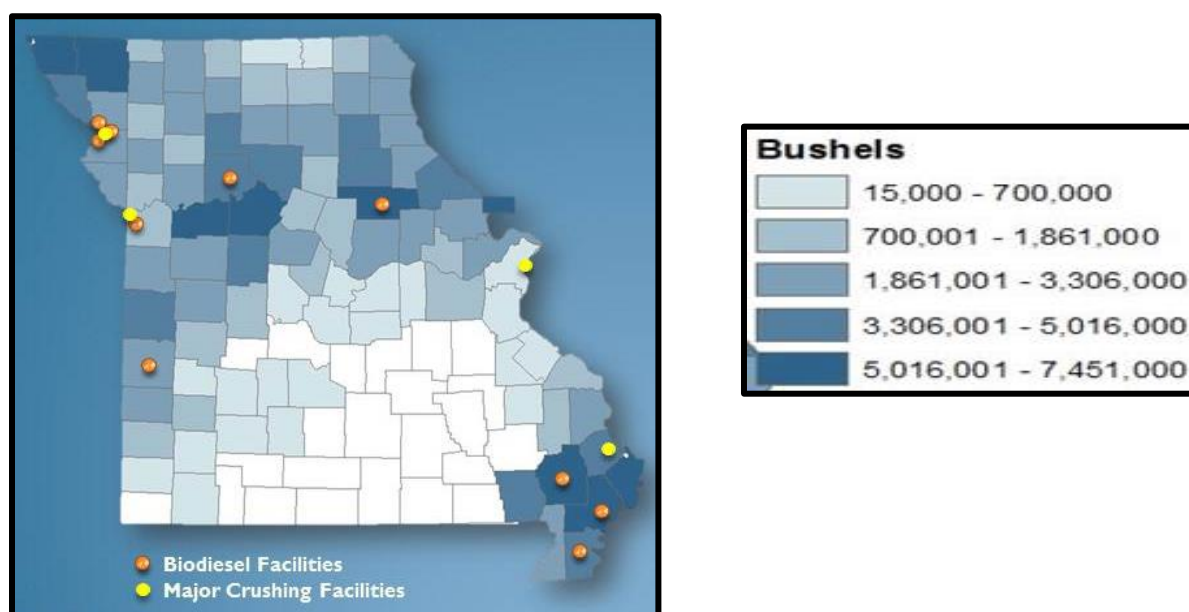 Biodiesel Facilities
Major Crushing Facilities
Bushels
15,000 - 700,000
700,001 - 1,861,000
1,861,001 - 3,306,000
3,306,001 - 5,016,000
5,016,001 - 7,451,000